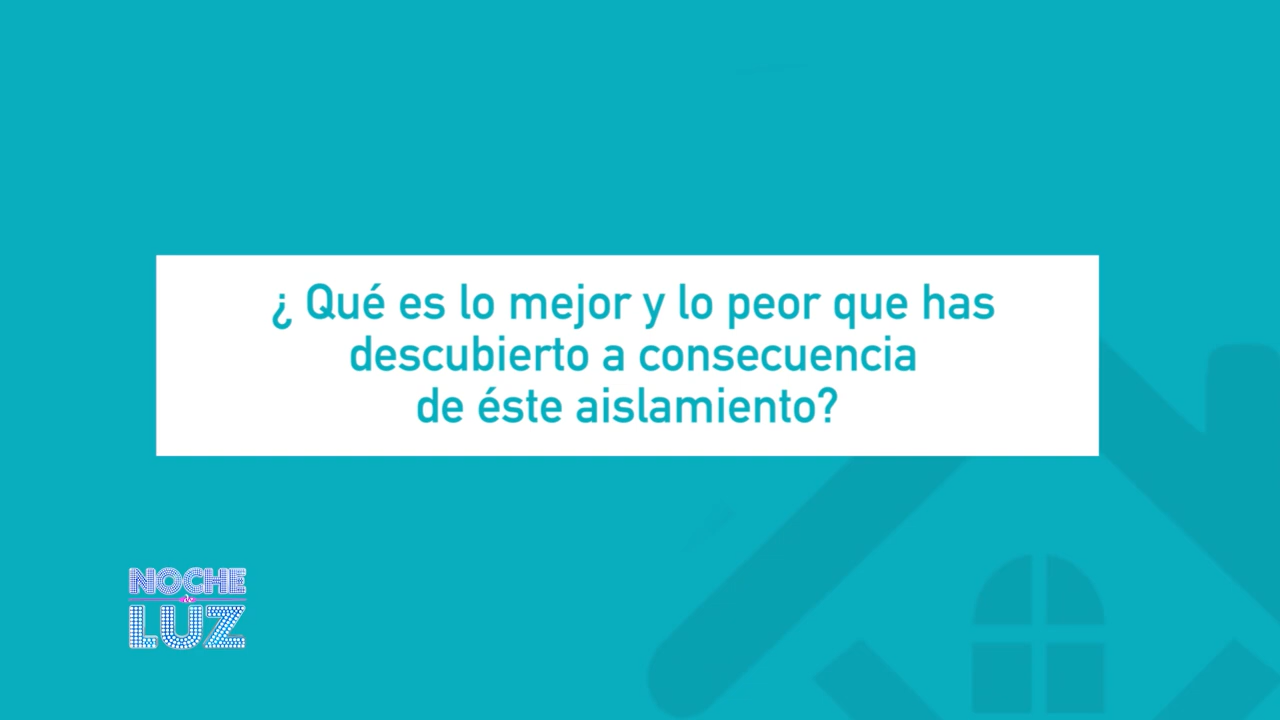 ¿ Qué es lo mejor y lo peor que has
descubierto a consecuencia
de éste aislamiento?
NOCHE
de
LUZ